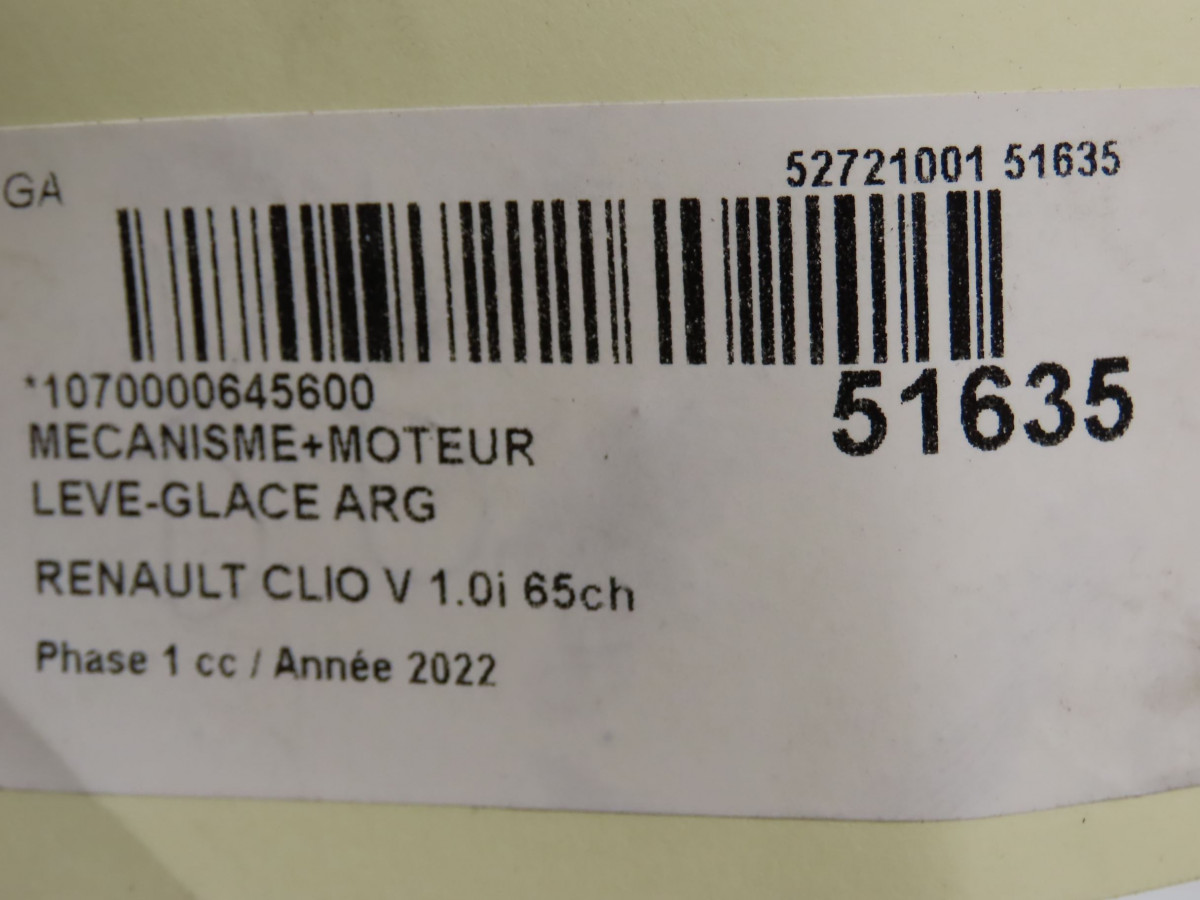 52721001 51635
GA
*1070000645600
51635
MECANISME+MOTEUR
LEVE-GLACE ARG
RENAULT CLIO V 1.0i 65ch
Phase 1 cc / Année 2022